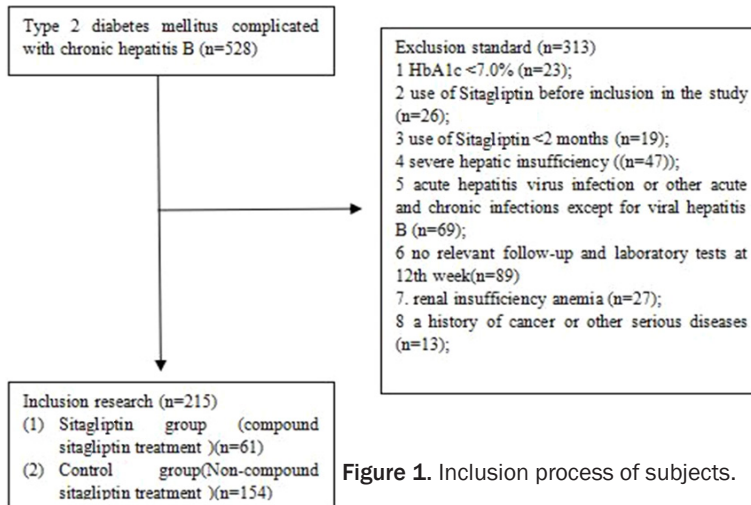 Type 2 diabetes mellitus complicated
with chronic hepatitis B (n=528)
Exclusion standard (n=313)
1 HbA1c <7.0% (n=23);
2 use of Sitagliptin before inclusion in the study
(n=26);
3 use of Sitagliptin <2 months (n=19);
4 severe hepatic insufficiency ((n=47));
5 acute hepatitis virus infection or other acute
and chronic infections except for viral hepatitis
B (n=69);
6 no relevant follow-up and laboratory tests at
12th week(n=89)
7. renal insufficiency anemia (n=27);
8 a history of cancer or other serious diseases
(n=13);
Inclusion research (n=215)
(1) Sitagliptin group (compound
sitagliptin treatment )(n=61)
(2) Control group(Non-compound
sitagliptin treatment )(n=154)
Figure 1. Inclusion process of subjects.